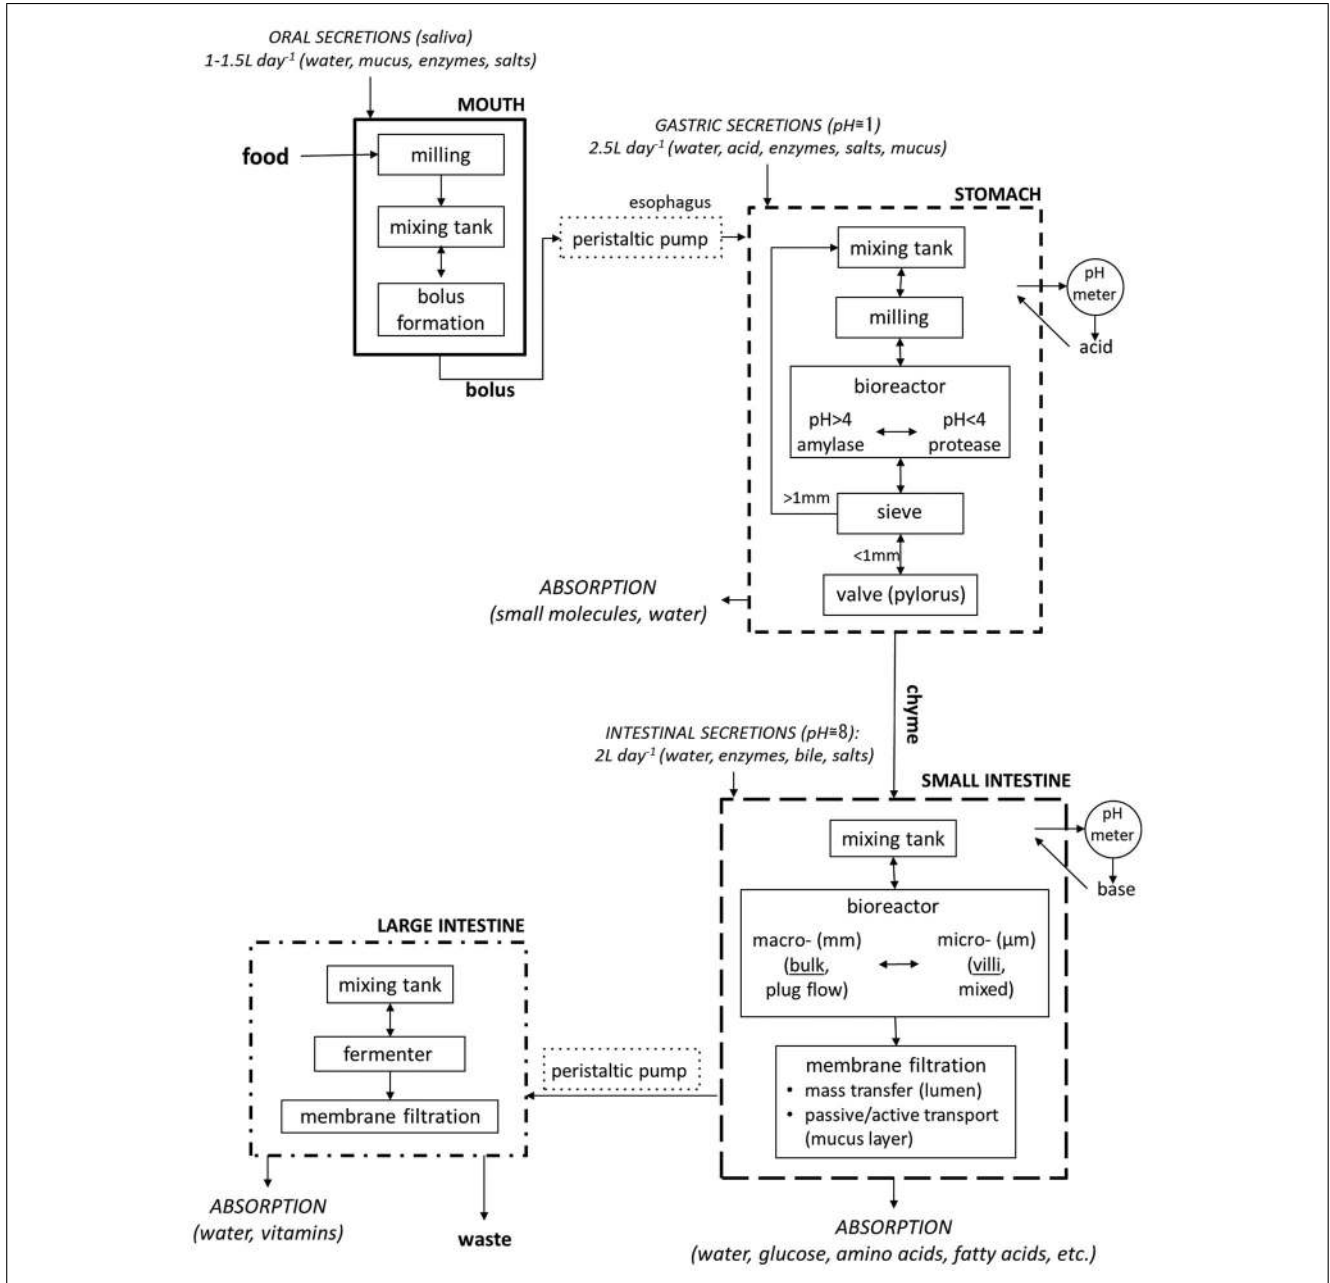 ORAL SECRETIONS (saliva)
1-1.5L day⁻¹ (water, mucus, enzymes, salts)
MOUTH
food
milling
mixing tank
bolus
formation
bolus
esophagus
peristaltic pump
GASTRIC SECRETIONS (pH≅1)
2.5L day⁻¹ (water, acid, enzymes, salts, mucus)
STOMACH
mixing tank
milling
bioreactor
pH>4
amylase
pH<4
protease
>1mm
sieve
<1mm
valve (pylorus)
pH
meter
acid
ABSORPTION
(small molecules, water)
chyme
INTESTINAL SECRETIONS (pH≅8):
2L day⁻¹ (water, enzymes, bile, salts)
SMALL INTESTINE
mixing tank
bioreactor
macro- (mm)
(bulk,
plug flow)
micro- (µm)
(villi,
mixed)
membrane filtration
• mass transfer (lumen)
• passive/active transport
(mucus layer)
pH
meter
base
ABSORPTION
(water, glucose, amino acids, fatty acids, etc.)
peristaltic pump
LARGE INTESTINE
mixing tank
fermenter
membrane filtration
ABSORPTION
(water, vitamins)
waste